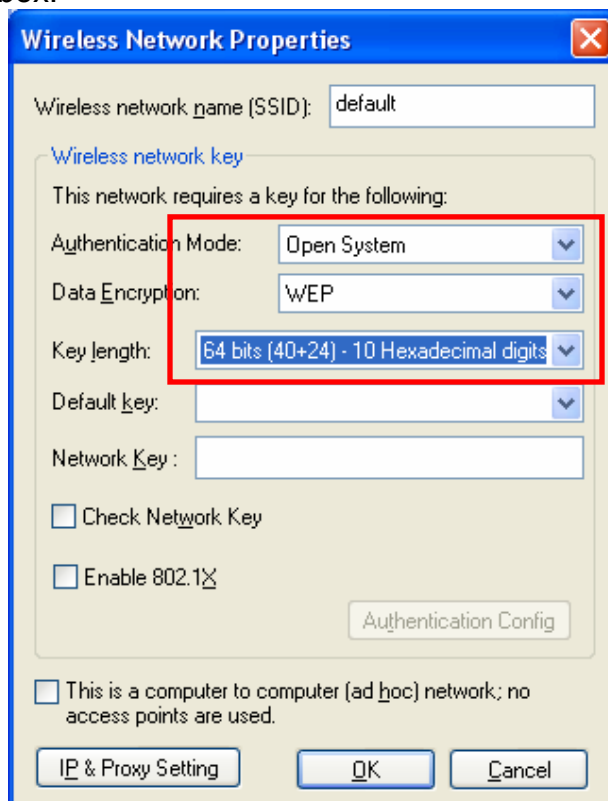 box.
Wireless Network Properties
Wireless network name (SSID): default
Wireless network key
This network requires a key for the following:
Authentication Mode: Open System
Data Encryption: WEP
Key length: 64 bits (40+24) - 10 Hexadecimal digits
Default key:
Network Key :
Check Network Key
Enable 802.1X
Authentication Config
This is a computer to computer (ad hoc) network; no
access points are used.
IP & Proxy Setting OK Cancel